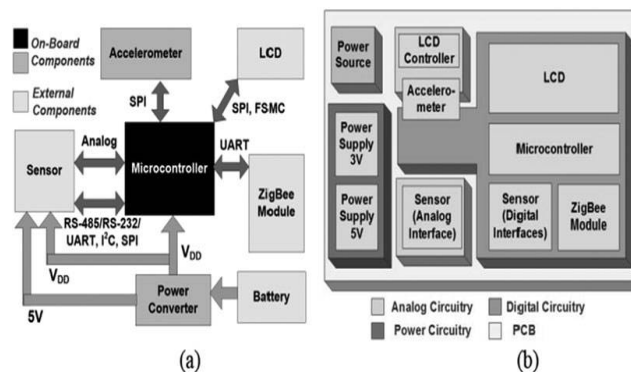 On-Board
Components
External
Components
Accelerometer
LCD
SPI
SPI, FSMC
Analog
Sensor
Microcontroller
UART
ZigBee
Module
RS-485/RS-232/
UART, I²C, SPI
VDD
VDD
5V
Power
Converter
Battery
(a)
Power
Source
LCD
Controller
Accelero-
meter
LCD
Power
Supply
3V
Microcontroller
Power
Supply
5V
Sensor
(Analog
Interface)
Sensor
(Digital
Interfaces)
ZigBee
Module
Analog Circuitry
Digital Circuitry
Power Circuitry
PCB
(b)